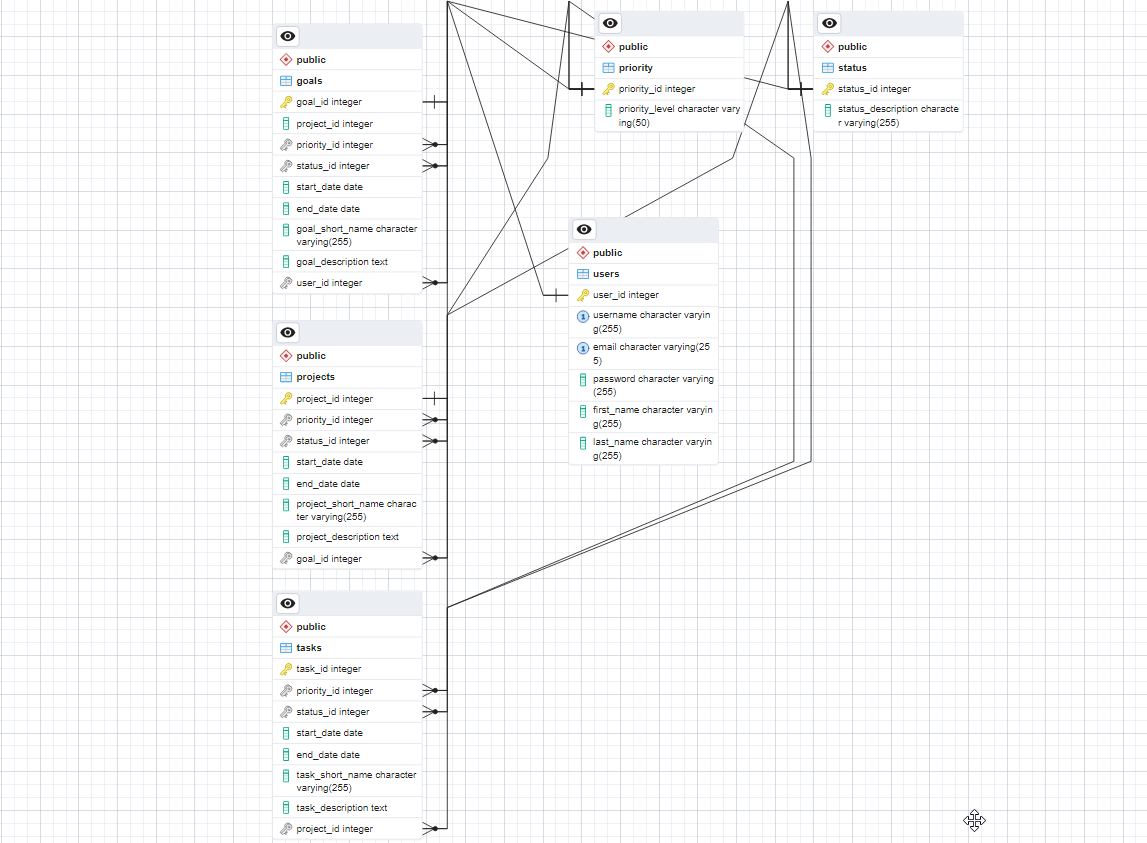 public
goals
goal_id integer
project_id integer
priority_id integer
status_id integer
start_date date
end_date date
goal_short_name character
varying(255)
goal_description text
user_id integer
public
projects
project_id integer
priority_id integer
status_id integer
start_date date
end_date date
project_short_name charac
ter varying(255)
project_description text
goal_id integer
public
tasks
task_id integer
priority_id integer
status_id integer
start_date date
end_date date
task_short_name character
varying(255)
task_description text
project_id integer
public
priority
priority_id integer
priority_level character vary
ing(50)
public
users
user_id integer
1 username character varyin
g(255)
1 email character varying(25
5)
password character varying
(255)
first_name character varyin
g(255)
last_name character varyin
g(255)
public
status
status_id integer
status_description characte
r varying(255)